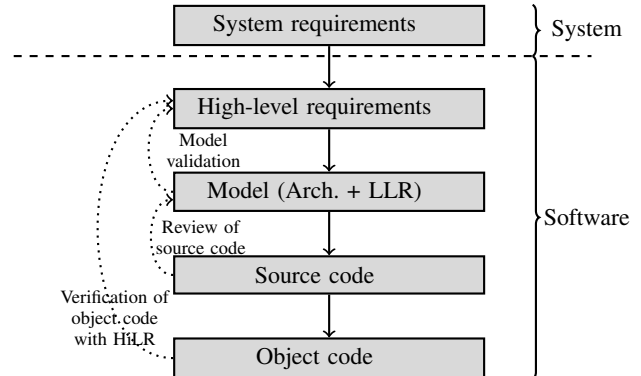 System requirements
System
High-level requirements
Model
validation
Model (Arch. + LLR)
Software
Review of
source code
Source code
Verification of
object code
with HiLR
Object code